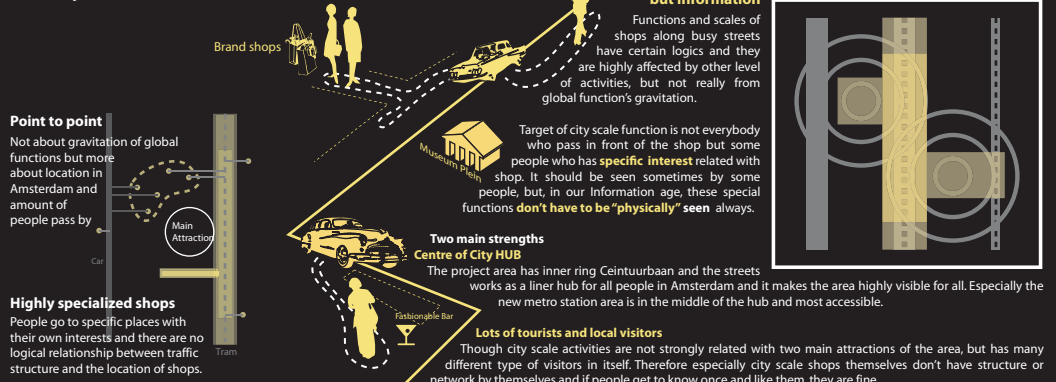 but information
Functions and scales of
shops along busy streets
have certain logics and they
are highly affected by other level
of activities, but not really from
global function's gravitation.
Brand shops
Target of city scale function is not everybody
who pass in front of the shop but some
people who has specific interest related with
shop. It should be seen sometimes by some
people, but, in our Information age, these special
functions don't have to be "physically" seen always.
Museum Plein
Point to point
Not about gravitation of global
functions but more
about location in
Amsterdam and
amount of
people pass by
Main
Attraction
Car
Tram
Highly specialized shops
People go to specific places with
their own interests and there are no
logical relationship between traffic
structure and the location of shops.
Two main strengths
Centre of City HUB
The project area has inner ring Ceintuurbaan and the streets
works as a liner hub for all people in Amsterdam and it makes the area highly visible for all. Especially the
new metro station area is in the middle of the hub and most accessible.
Fashionable Bar
Lots of tourists and local visitors
Though city scale activities are not strongly related with two main attractions of the area, but has many
different type of visitors in itself. Therefore especially city scale shops themselves don't have structure or
network by themselves and if people get to know once and like them, they are fine.